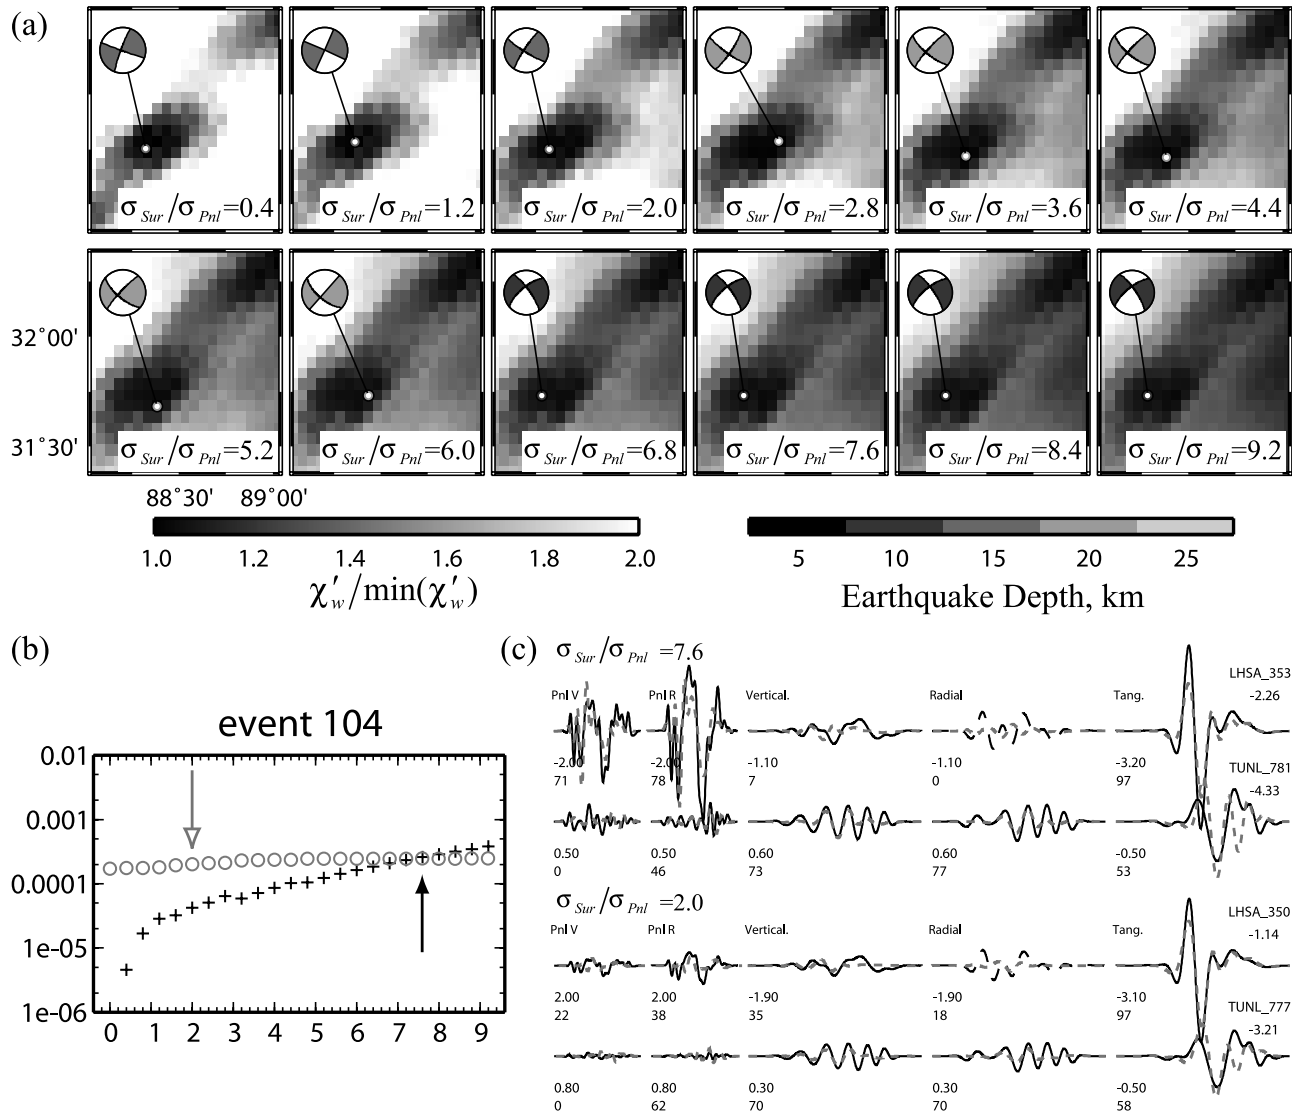 (a)
σSur/σPnl=0.4
σSur/σPnl=1.2
σSur/σPnl=2.0
σSur/σPnl=2.8
σSur/σPnl=3.6
σSur/σPnl=4.4
32°00'
31°30'
σSur/σPnl=5.2
σSur/σPnl=6.0
σSur/σPnl=6.8
σSur/σPnl=7.6
σSur/σPnl=8.4
σSur/σPnl=9.2
88°30' 89°00'
1.0 1.2 1.4 1.6 1.8 2.0
χ'w/min(χ'w)
5 10 15 20 25
Earthquake Depth, km
(b)
event 104
0.01
0.001
0.0001
1e-05
1e-06
0 1 2 3 4 5 6 7 8 9
(c)
σSur/σPnl =7.6
Pnl V Pnl R Vertical. Radial Tang. LHSA_353
-2.26
-2.00 -2.00 -1.10 -1.10 -3.20
71 78 7 0 97
TUNL_781
-4.33
0.50 0.50 0.60 0.60 -0.50
0 46 73 77 53
σSur/σPnl =2.0
Pnl V Pnl R Vertical. Radial Tang. LHSA_350
-1.14
2.00 2.00 -1.90 -1.90 -3.10
22 38 35 18 97
TUNL_777
-3.21
0.80 0.80 0.30 0.30 -0.50
0 62 70 70 58